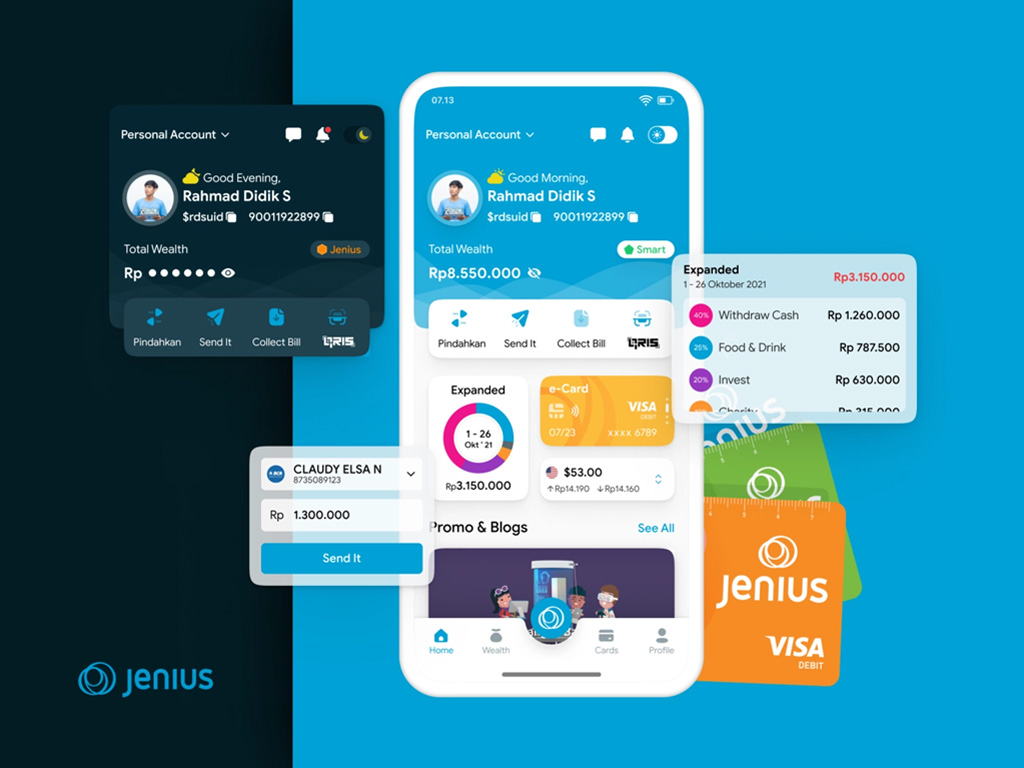 Personal Account
Good Evening,
Rahmad Didik S
$rdsuid 90011922899
Total Wealth
Jenius
Rp
Pindahkan Send It Collect Bill QRIS
07.13
Personal Account
Good Morning,
Rahmad Didik S
$rdsuid 90011922899
Total Wealth
Smart
Rp8.550.000
Pindahkan Send It Collect Bill QRIS
Expanded
1 - 26
Okt ' 21
Rp3.150.000
e-Card
VISA
DEBIT
07/23 xxxx 6789
$53.00
Rp14.190 Rp14.160
Promo & Blogs See All
Home Wealth Cards Profile
Expanded
1 - 26 Oktober 2021
Rp3.150.000
40% Withdraw Cash Rp 1.260.000
25% Food & Drink Rp 787.500
20% Invest Rp 630.000
Charity Rp 315.000
CLAUDY ELSA N
8735089123
Rp 1.300.000
Send It
Jenius
Jenius
VISA
DEBIT
Jenius